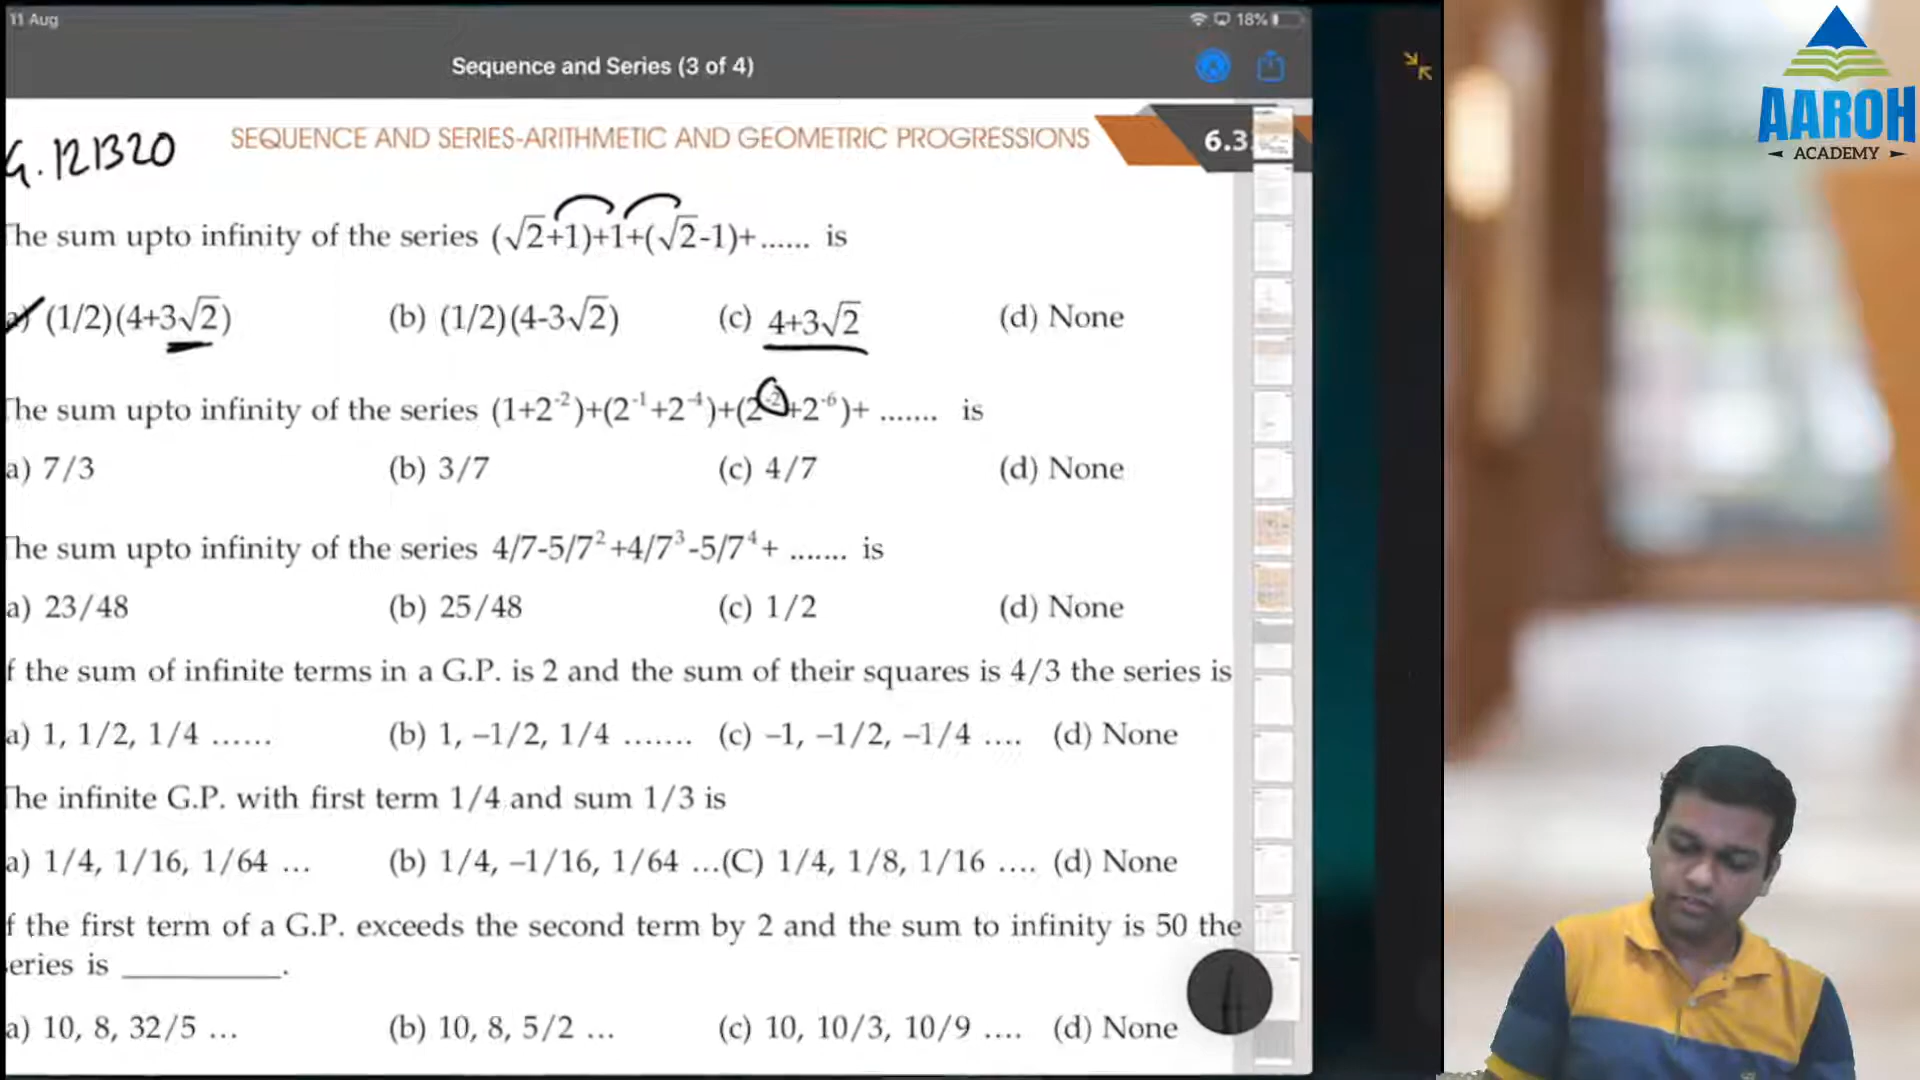 11 Aug
18%
Sequence and Series (3 of 4)
AAROH
ACADEMY
G. 121320
SEQUENCE AND SERIES-ARITHMETIC AND GEOMETRIC PROGRESSIONS
6.3
he sum upto infinity of the series (√2+1)+1+(√2-1)+...... is
a) (1/2)(4+3√2) (b) (1/2)(4-3√2) (c) 4+3√2 (d) None
he sum upto infinity of the series (1+2⁻²)+(2⁻¹+2⁻⁴)+(2⁻²+2⁻⁶)+ ....... is
a) 7/3 (b) 3/7 (c) 4/7 (d) None
he sum upto infinity of the series 4/7-5/7²+4/7³-5/7⁴+ ....... is
a) 23/48 (b) 25/48 (c) 1/2 (d) None
f the sum of infinite terms in a G.P. is 2 and the sum of their squares is 4/3 the series is
a) 1, 1/2, 1/4 ...... (b) 1, –1/2, 1/4 ....... (c) –1, –1/2, –1/4 .... (d) None
he infinite G.P. with first term 1/4 and sum 1/3 is
a) 1/4, 1/16, 1/64 ... (b) 1/4, –1/16, 1/64 ...(C) 1/4, 1/8, 1/16 .... (d) None
f the first term of a G.P. exceeds the second term by 2 and the sum to infinity is 50 the
eries is ___________.
a) 10, 8, 32/5 ... (b) 10, 8, 5/2 ... (c) 10, 10/3, 10/9 .... (d) None